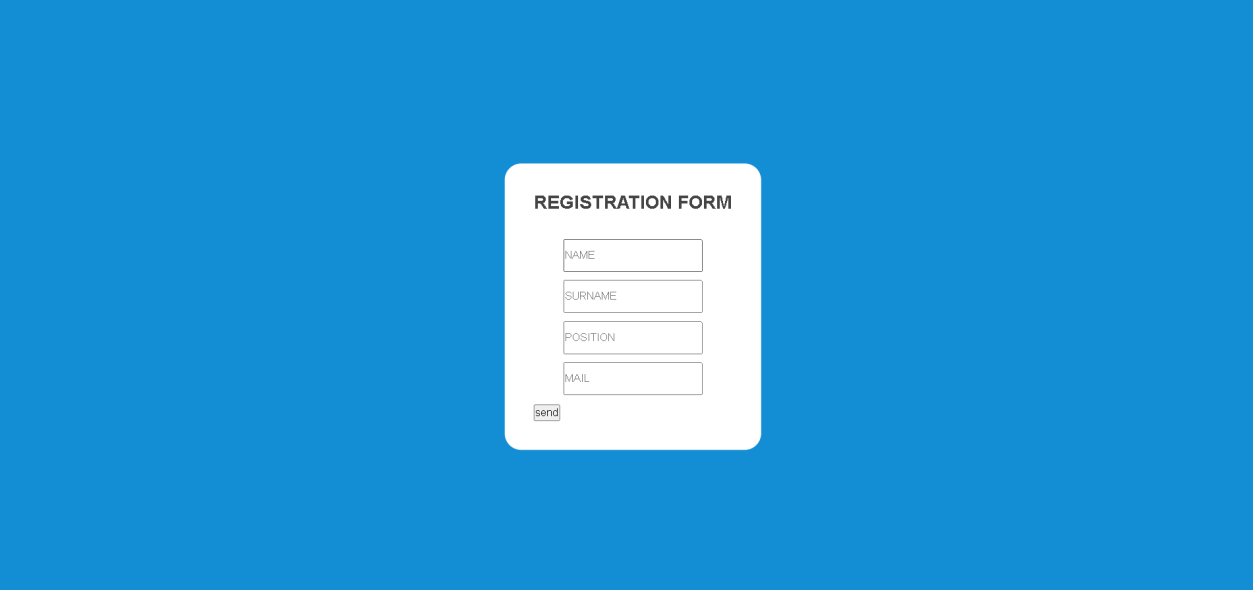 REGISTRATION FORM
NAME
SURNAME
POSITION
MAIL
send